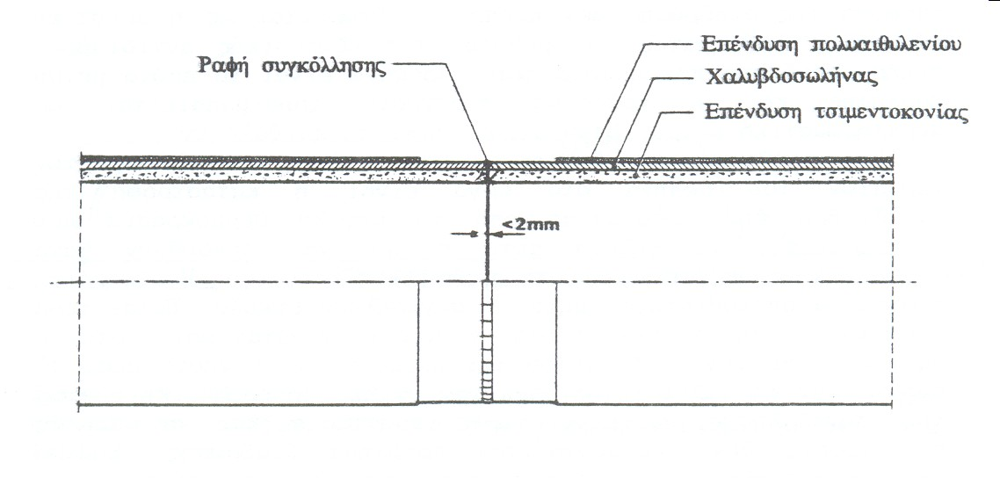 Επένδυση πολυαιθυλενίου
Ραφή συγκόλλησης
Χαλυβδοσωλήνας
Επένδυση τσιμεντοκονίας
<2mm